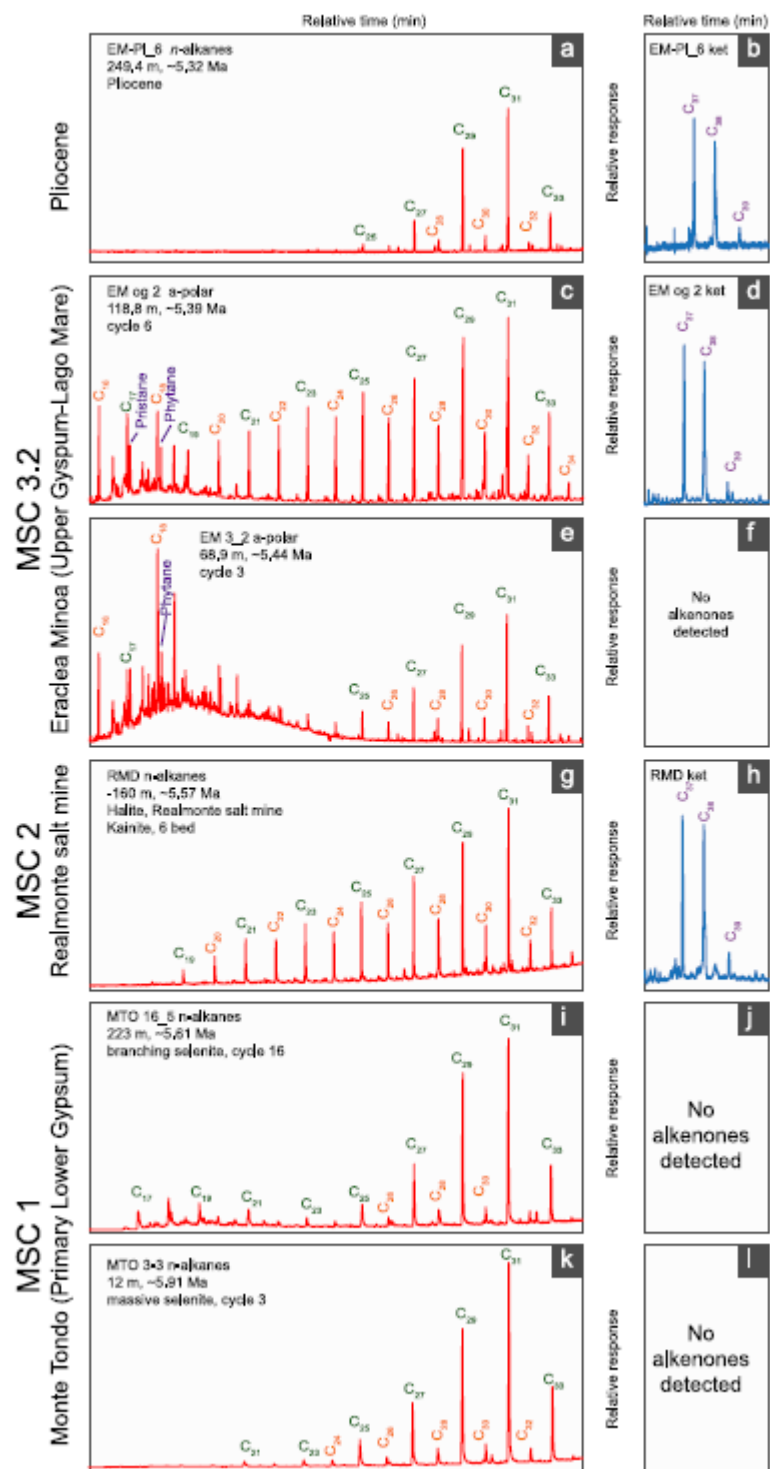 Relative time (min)
Relative time (min)
Pliocene
EM-Pl_6 n-alkanes
249,4 m, ~5,32 Ma
Pliocene
a
C25
C27
C28
C29
C30
C31
C32
C33
Relative response
EM-Pl_6 ket
b
C37
C38
C39
MSC 3.2
Eraclea Minoa (Upper Gyspum-Lago Mare)
EM og 2 a-polar
118,8 m, ~5,39 Ma
cycle 6
c
C16
C17
Pristane
C18
Phytane
C19
C20
C21
C22
C23
C24
C25
C26
C27
C28
C29
C30
C31
C32
C33
C34
Relative response
EM og 2 ket
d
C37
C38
C39
EM 3_2 a-polar
68,9 m, ~5,44 Ma
cycle 3
e
C16
C17
C18
Phytane
C25
C26
C27
C28
C29
C30
C31
C32
C33
Relative response
f
No
alkenones
detected
MSC 2
Realmonte salt mine
RMD n-alkanes
-160 m, ~5,57 Ma
Halite, Realmonte salt mine
Kainite, 6 bed
g
C19
C20
C21
C22
C23
C24
C25
C26
C27
C28
C29
C30
C31
C32
C33
Relative response
RMD ket
h
C37
C38
C39
MSC 1
Monte Tondo (Primary Lower Gypsum)
MTO 16_5 n-alkanes
223 m, ~5,61 Ma
branching selenite, cycle 16
i
C17
C19
C21
C23
C25
C26
C27
C28
C29
C30
C31
C33
Relative response
j
No
alkenones
detected
MTO 3-3 n-alkanes
12 m, ~5,91 Ma
massive selenite, cycle 3
k
C21
C23
C24
C25
C26
C27
C28
C29
C30
C31
C32
C33
Relative response
l
No
alkenones
detected